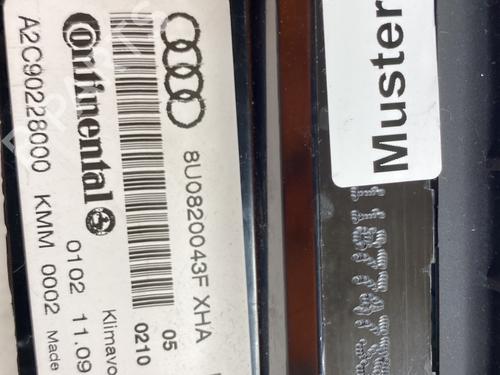 8U0820043F XHA
05
0210
Continental
Klimavo
A2C90228000 KMM 0002 Made
0102 11.09
Muster